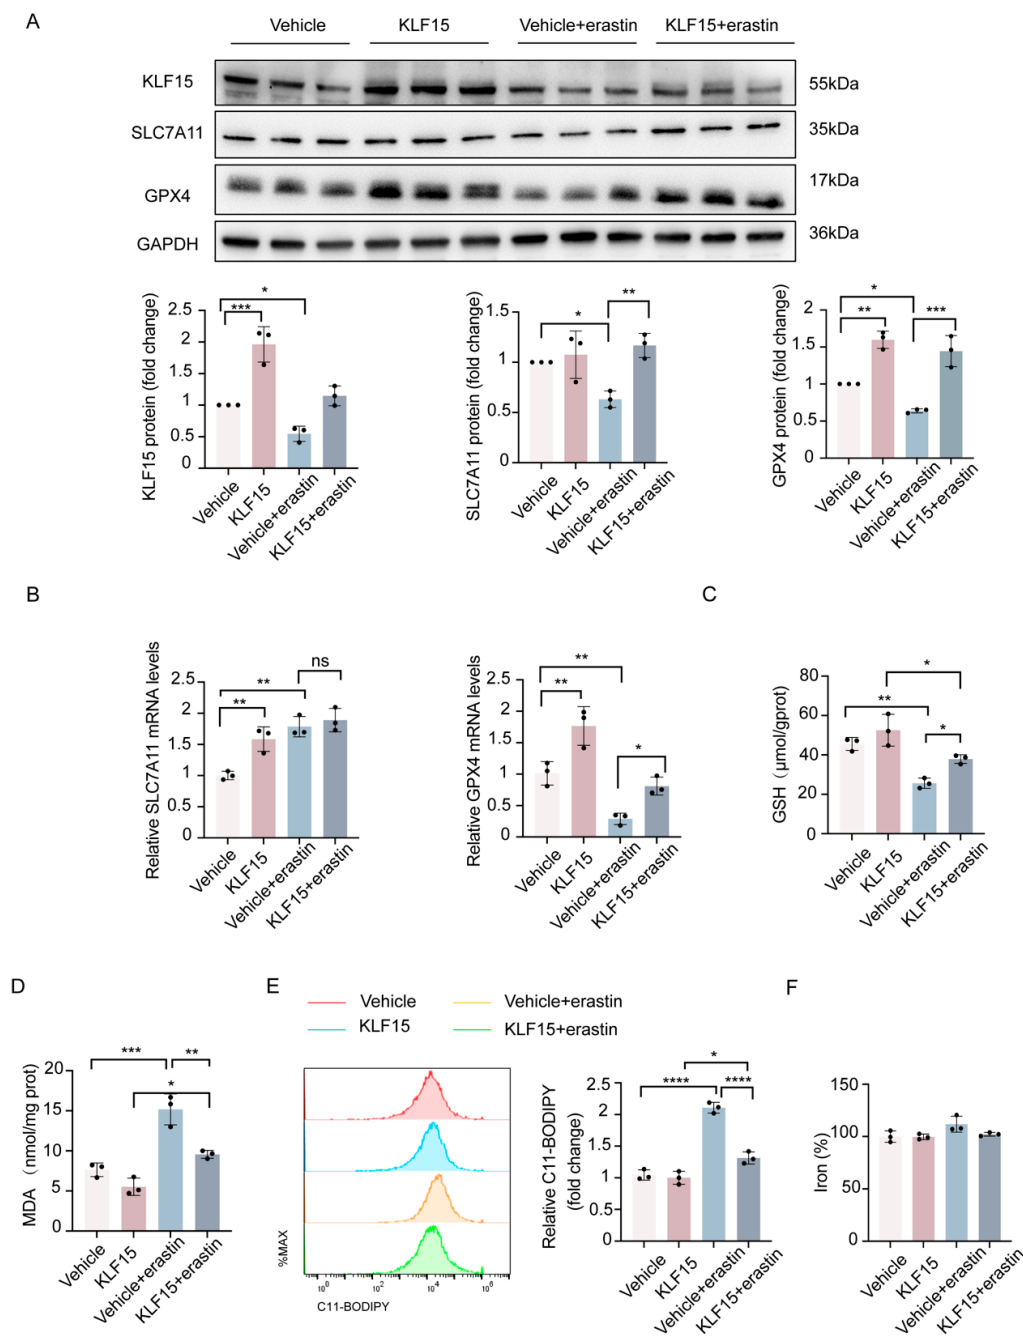 A
Vehicle KLF15 Vehicle+erastin KLF15+erastin
KLF15 55kDa
SLC7A11 35kDa
GPX4 17kDa
GAPDH 36kDa
KLF15 protein (fold change)
2.5
2
1.5
1
0.5
0
*
***
Vehicle
KLF15
Vehicle+erastin
KLF15+erastin
SLC7A11 protein (fold change)
1.5
1.0
0.5
0
*
**
Vehicle
KLF15
Vehicle+erastin
KLF15+erastin
GPX4 protein (fold change)
2
1.5
1
0.5
0
*
**
***
Vehicle
KLF15
Vehicle+erastin
KLF15+erastin
B
Relative SLC7A11 mRNA levels
2.5
2
1.5
1
0.5
0
**
**
ns
Vehicle
KLF15
Vehicle+erastin
KLF15+erastin
Relative GPX4 mRNA levels
2.5
2
1.5
1
0.5
0
**
**
*
Vehicle
KLF15
Vehicle+erastin
KLF15+erastin
C
GSH (μmol/gprot)
80
60
40
20
0
*
**
*
Vehicle
KLF15
Vehicle+erastin
KLF15+erastin
D
MDA (nmol/mg prot)
20
15
10
5
0
***
**
*
Vehicle
KLF15
Vehicle+erastin
KLF15+erastin
E
Vehicle Vehicle+erastin
KLF15 KLF15+erastin
%MAX
10^0 10^2 10^4 10^6
C11-BODIPY
Relative C11-BODIPY
(fold change)
2.5
2
1.5
1
0.5
0
*
****
****
Vehicle
KLF15
Vehicle+erastin
KLF15+erastin
F
Iron (%)
150
100
50
0
Vehicle
KLF15
Vehicle+erastin
KLF15+erastin